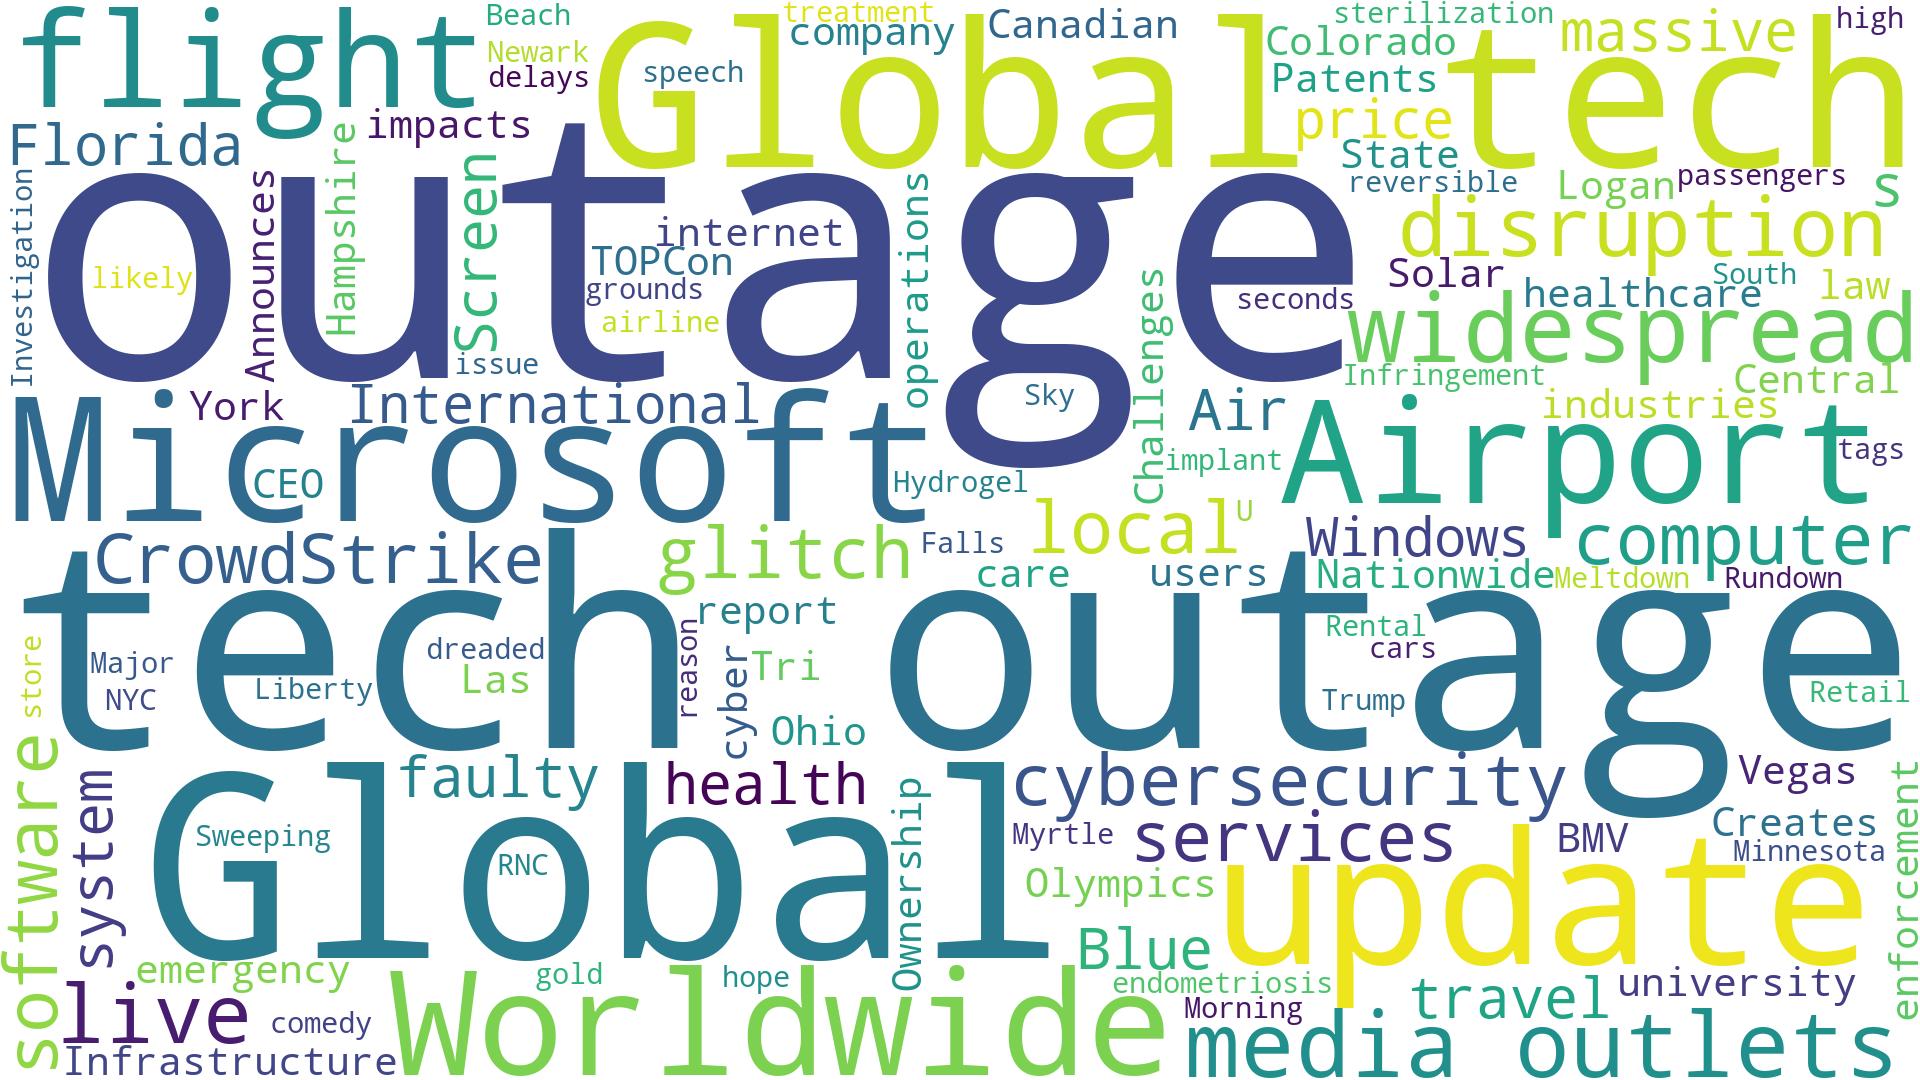 flight
Beach
Newark
delays
Global
treatment
company
speech
Canadian
sterilization
Colorado
Patents
massive
high
tech
price
State
reversible
Logan
passengers
s
Florida
Hampshire
impacts
Screen
outage
Investigation
likely
Announces
internet
TOPCon
grounds
airline
issue
operations
Challenges
seconds
disruption
Solar
healthcare
South
law
widespread
Infringement
Central
industries
York
International
Sky
Air
implant
Airport
tags
Microsoft
CEO
Hydrogel
local
U
Windows
computer
CrowdStrike
glitch
Falls
care
users
Nationwide
Meltdown
Rundown
tech outage
report
reason
cyber
Tri
Rental
cars
store
Major
NYC
dreaded
Las
Liberty
Ohio
Trump
Retail
software
system
faulty
health
cybersecurity
Vegas
enforcement
Global
Sweeping
RNC
Ownership
Myrtle
services
BMV
Creates
Minnesota
Olympics
update
Blue
emergency
gold
hope
endometriosis
Morning
travel
university
live
comedy
Infrastructure
Worldwide
media outlets